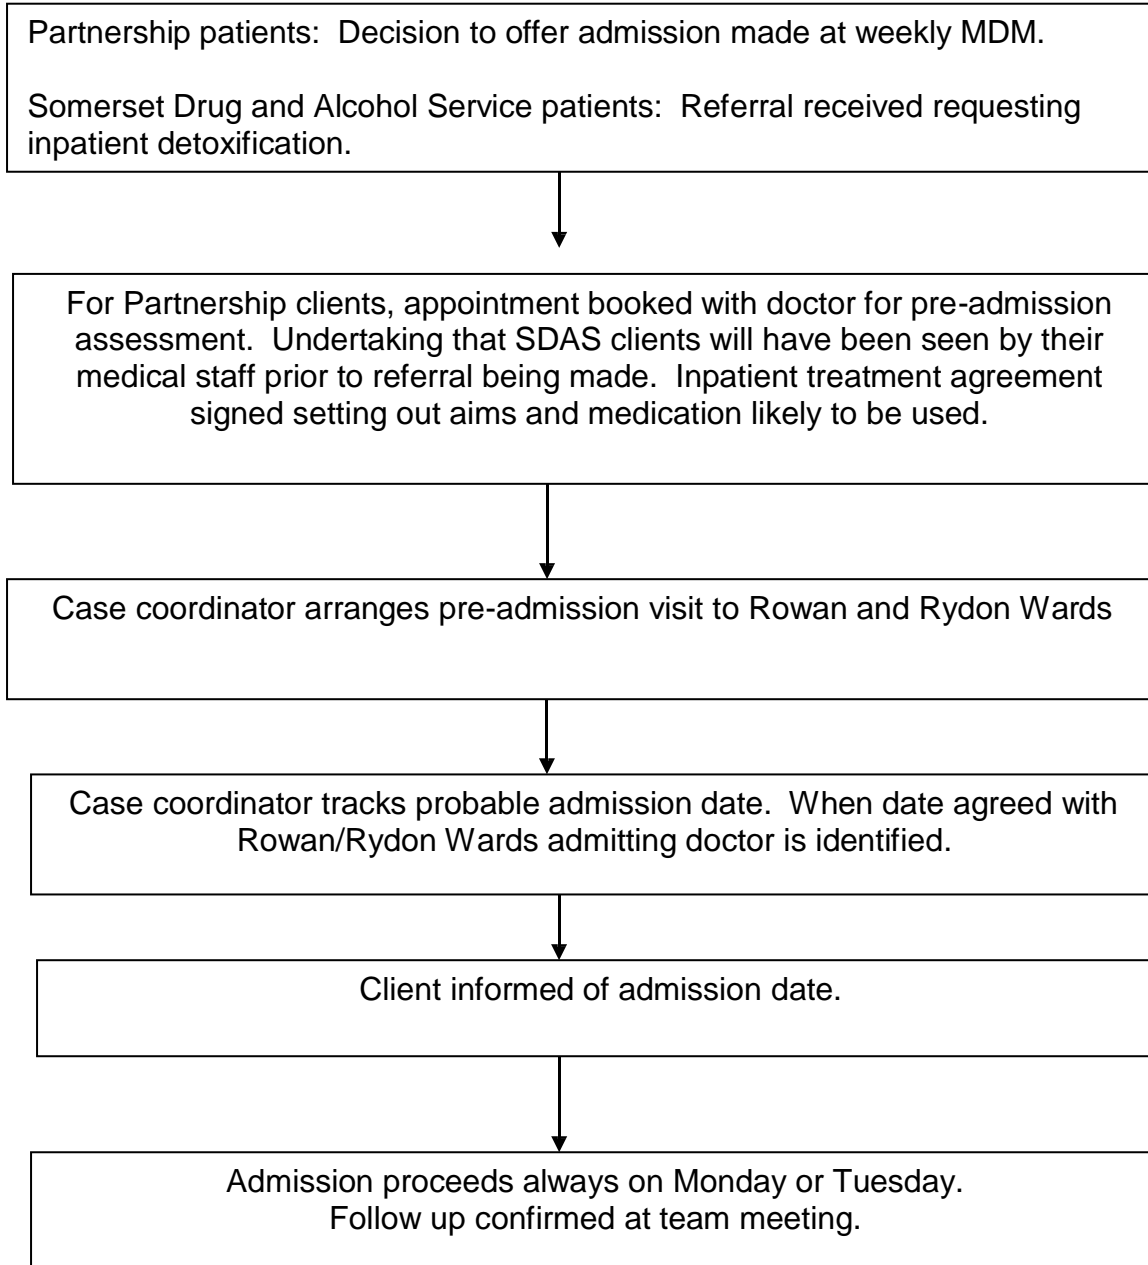 Partnership patients:  Decision to offer admission made at weekly MDM.
Somerset Drug and Alcohol Service patients:  Referral received requesting
inpatient detoxification.
For Partnership clients, appointment booked with doctor for pre-admission
assessment.  Undertaking that SDAS clients will have been seen by their
medical staff prior to referral being made.  Inpatient treatment agreement
signed setting out aims and medication likely to be used.
Case coordinator arranges pre-admission visit to Rowan and Rydon Wards
Case coordinator tracks probable admission date.  When date agreed with
Rowan/Rydon Wards admitting doctor is identified.
Client informed of admission date.
Admission proceeds always on Monday or Tuesday.
Follow up confirmed at team meeting.